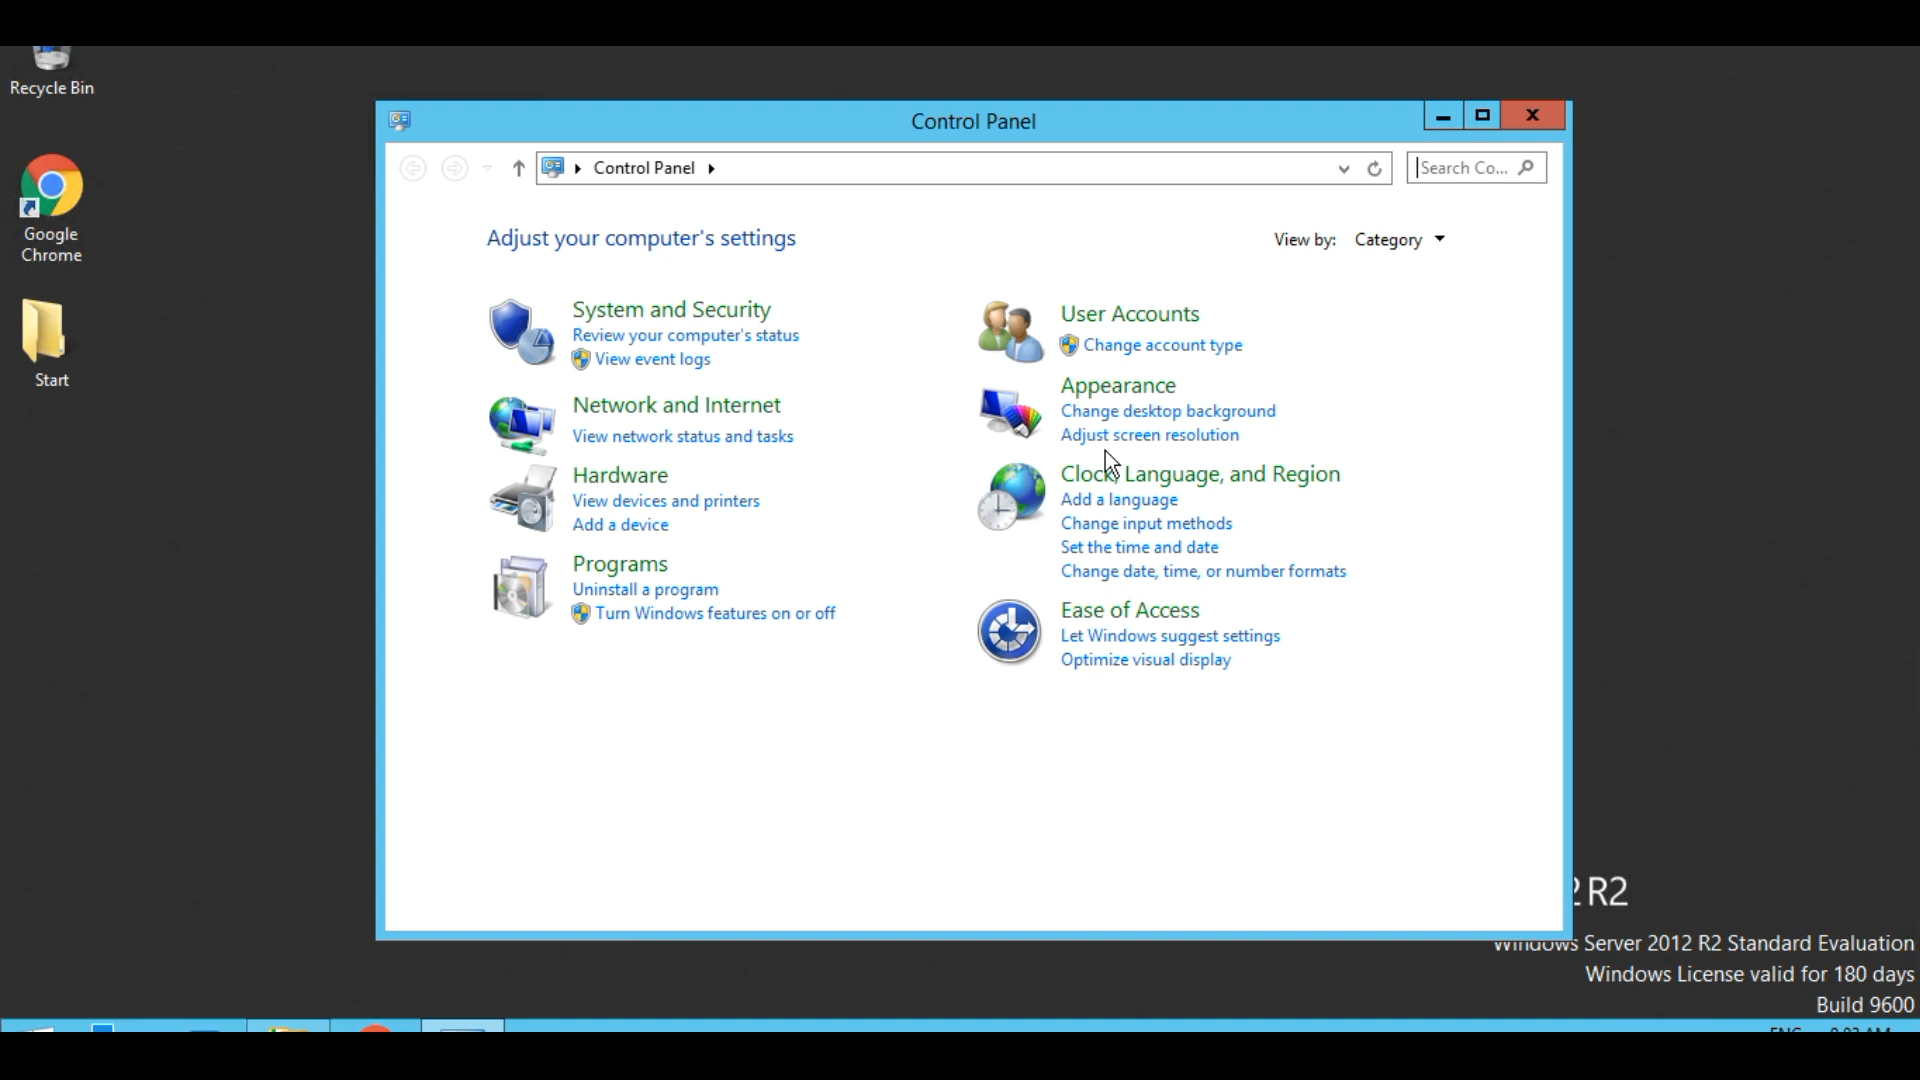 Recycle Bin
Google
Chrome
Start
Control Panel
Control Panel
Search Co...
Adjust your computer's settings
View by: Category
System and Security
Review your computer's status
View event logs
Network and Internet
View network status and tasks
Hardware
View devices and printers
Add a device
Programs
Uninstall a program
Turn Windows features on or off
User Accounts
Change account type
Appearance
Change desktop background
Adjust screen resolution
Clock, Language, and Region
Add a language
Change input methods
Set the time and date
Change date, time, or number formats
Ease of Access
Let Windows suggest settings
Optimize visual display
2 R2
Windows Server 2012 R2 Standard Evaluation
Windows License valid for 180 days
Build 9600